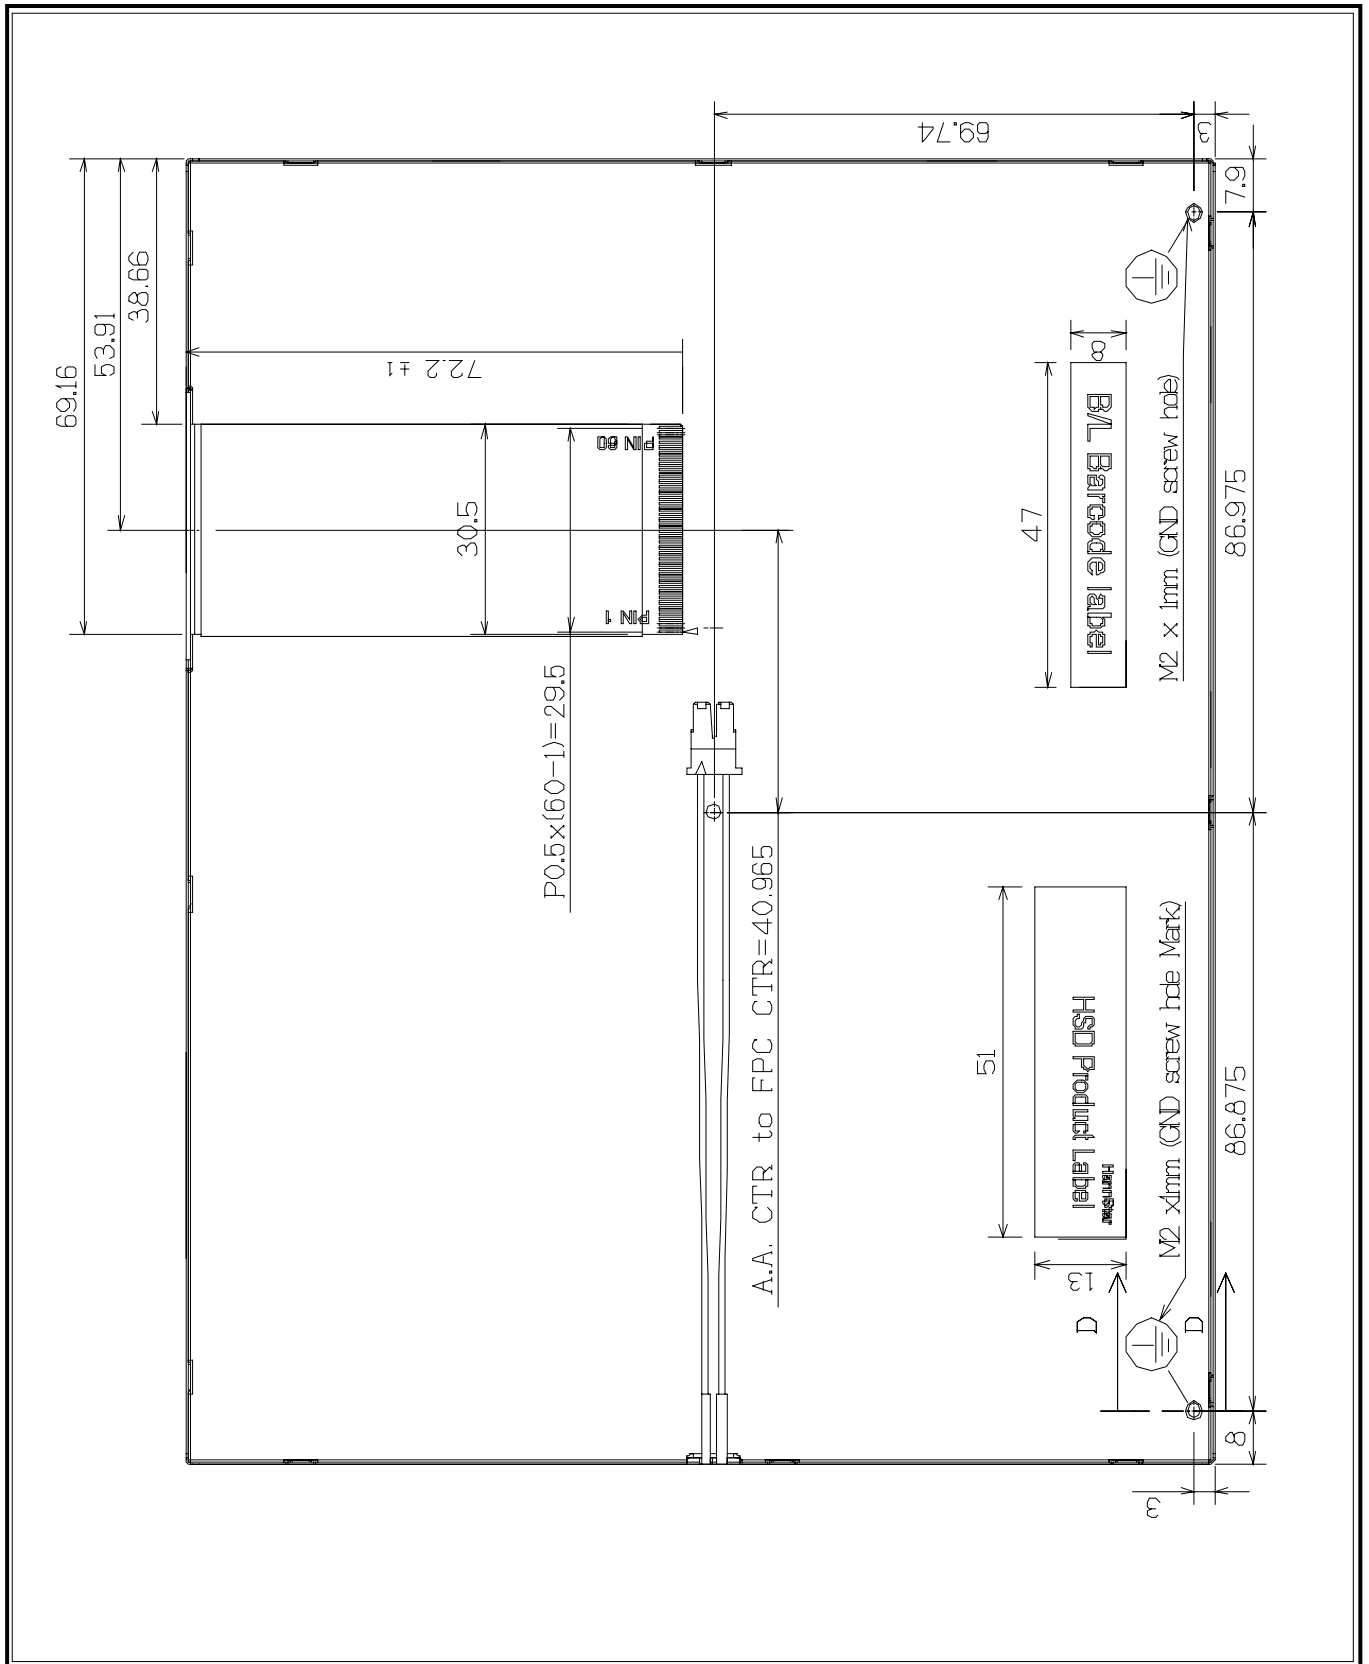 69.74
3
7.9
69.16
53.91
38.66
72.2 ±1
8
PIN 60
30.5
PIN 1
P0.5x(60-1)=29.5
47
B/L Barcode label
M2 x 1mm (GND screw hole)
86.975
A.A. CTR to FPC CTR=40.965
51
HSD Product Label
HannStar
M2 x1mm (GND screw hole Mark)
86.875
13
D
D
8
3